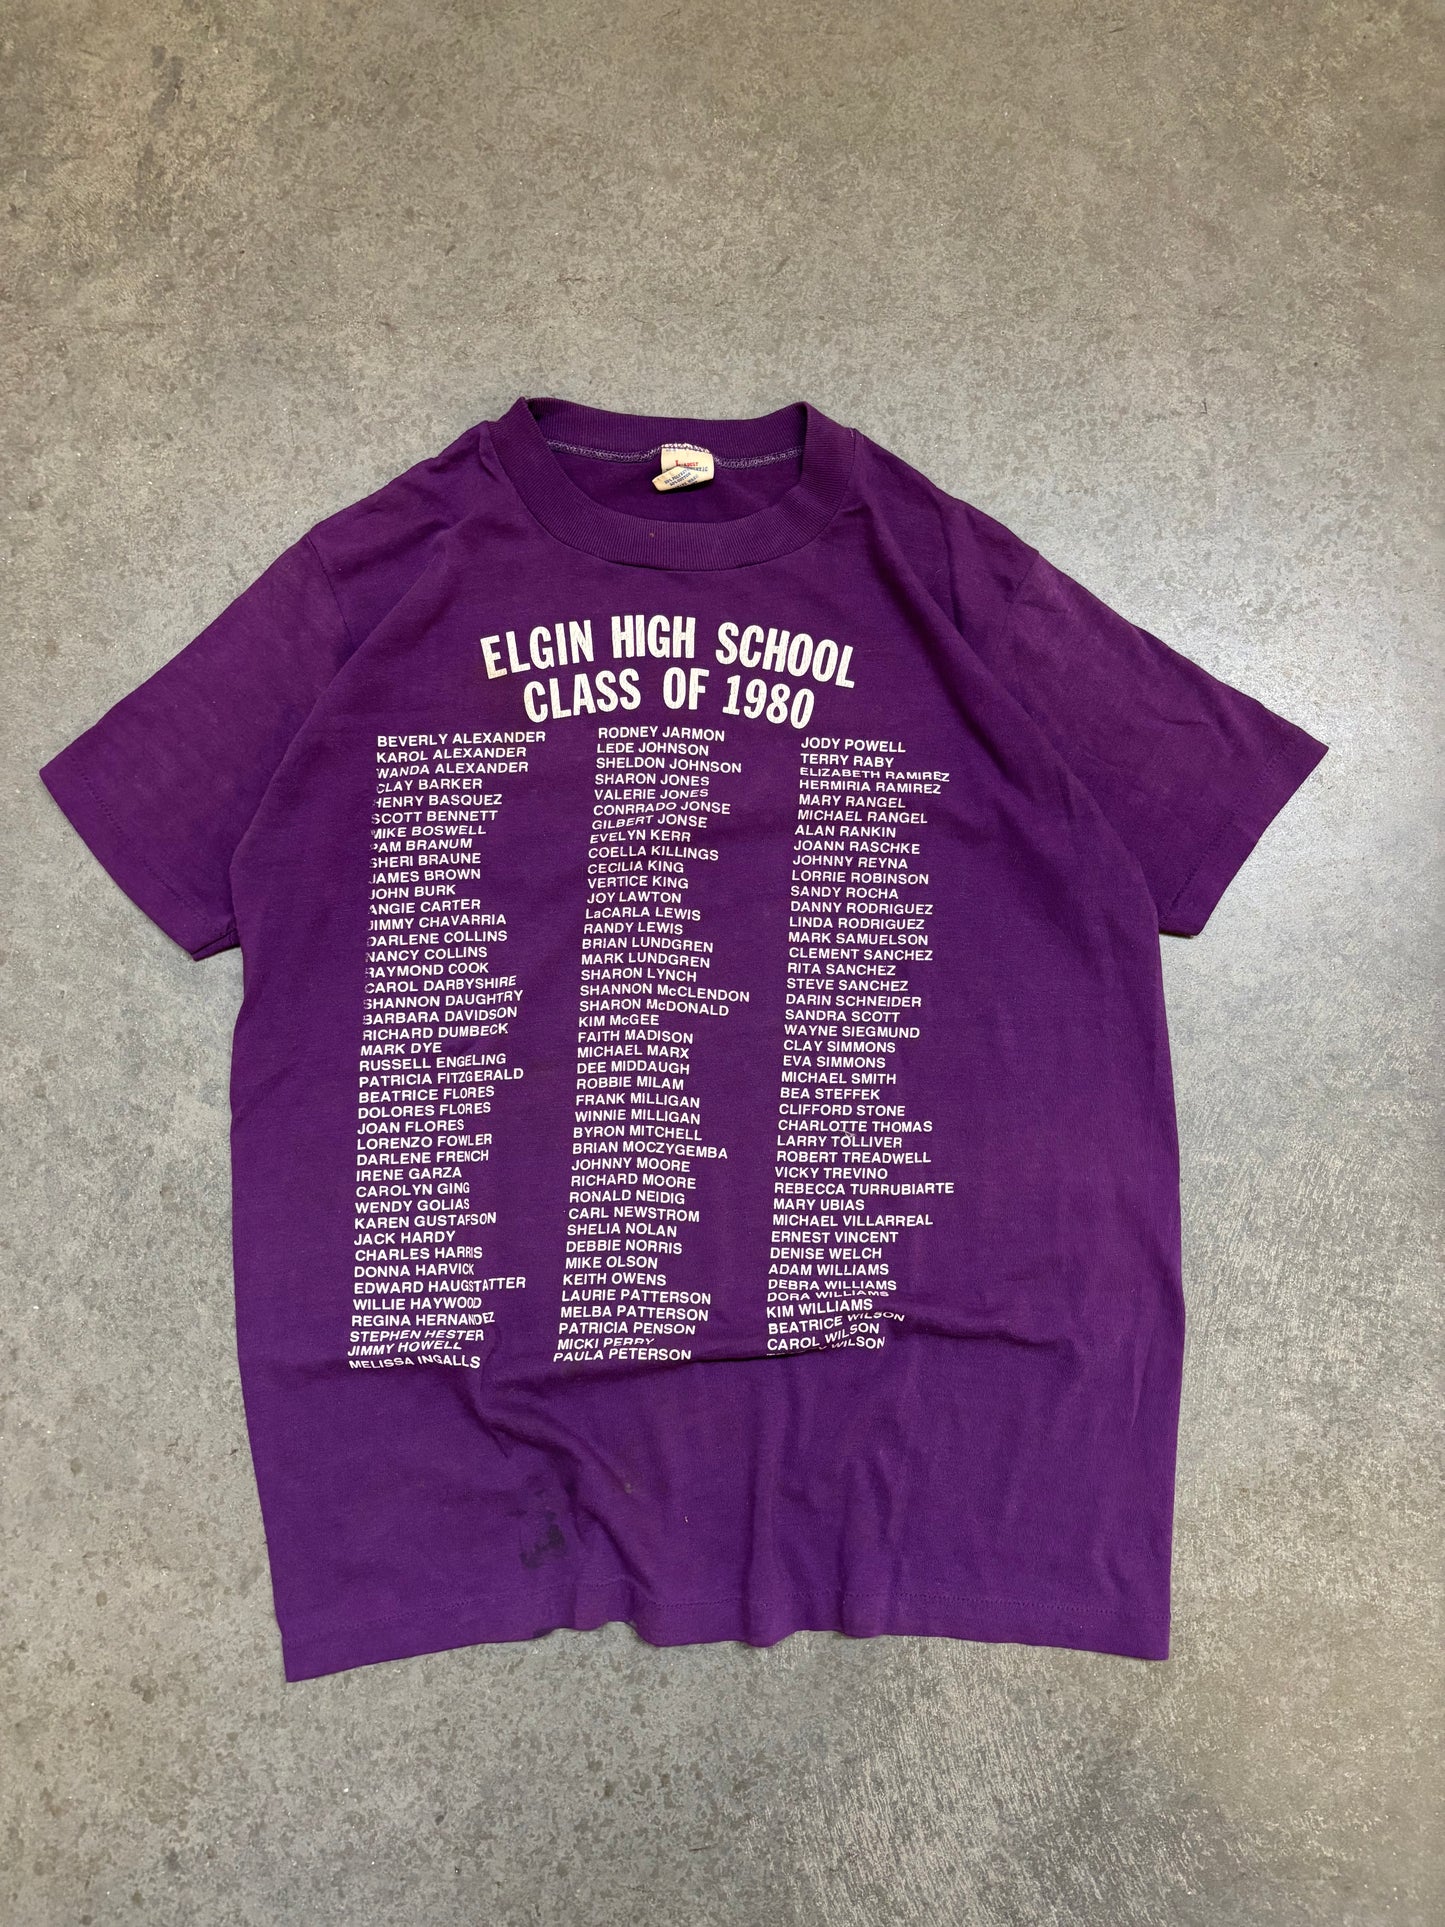 ELGIN HIGH SCHOOL
CLASS OF 1980
BEVERLY ALEXANDER
KAROL ALEXANDER
WANDA ALEXANDER
CLAY BARKER
HENRY BASQUEZ
SCOTT BENNETT
MIKE BOSWELL
PAM BRANUM
SHERI BRAUNE
JAMES BROWN
JOHN BURK
ANGIE CARTER
JIMMY CHAVARRIA
DARLENE COLLINS
NANCY COLLINS
RAYMOND COOK
CAROL DARBYSHIRE
SHANNON DAUGHTRY
BARBARA DAVIDSON
RICHARD DUMBECK
MARK DYE
RUSSELL ENGELING
PATRICIA FITZGERALD
BEATRICE FLORES
DOLORES FLORES
JOAN FLORES
LORENZO FOWLER
DARLENE FRENCH
IRENE GARZA
CAROLYN GING
WENDY GOLIAS
KAREN GUSTAFSON
JACK HARDY
CHARLES HARRIS
DONNA HARVICK
EDWARD HAUGSTATTER
WILLIE HAYWOOD
REGINA HERNANDEZ
STEPHEN HESTER
JIMMY HOWELL
MELISSA INGALLS
RODNEY JARMON
LEDE JOHNSON
SHELDON JOHNSON
SHARON JONES
VALERIE JONES
CONRRADO JONSE
GILBERT JONSE
EVELYN KERR
COELLA KILLINGS
CECILIA KING
VERTICE KING
JOY LAWTON
LaCARLA LEWIS
RANDY LEWIS
BRIAN LUNDGREN
MARK LUNDGREN
SHARON LYNCH
SHANNON McCLENDON
SHARON McDONALD
KIM McGEE
FAITH MADISON
MICHAEL MARX
DEE MIDDAUGH
ROBBIE MILAM
FRANK MILLIGAN
WINNIE MILLIGAN
BYRON MITCHELL
BRIAN MOCZYGEMBA
JOHNNY MOORE
RICHARD MOORE
RONALD NEIDIG
CARL NEWSTROM
SHELIA NOLAN
DEBBIE NORRIS
MIKE OLSON
KEITH OWENS
LAURIE PATTERSON
MELBA PATTERSON
PATRICIA PENSON
MICKI PERRY
PAULA PETERSON
JODY POWELL
TERRY RABY
ELIZABETH RAMIREZ
HERMIRIA RAMIREZ
MARY RANGEL
MICHAEL RANGEL
ALAN RANKIN
JOANN RASCHKE
JOHNNY REYNA
LORRIE ROBINSON
SANDY ROCHA
DANNY RODRIGUEZ
LINDA RODRIGUEZ
MARK SAMUELSON
CLEMENT SANCHEZ
RITA SANCHEZ
STEVE SANCHEZ
DARIN SCHNEIDER
SANDRA SCOTT
WAYNE SIEGMUND
CLAY SIMMONS
EVA SIMMONS
MICHAEL SMITH
BEA STEFFEK
CLIFFORD STONE
CHARLOTTE THOMAS
LARRY TOLLIVER
ROBERT TREADWELL
VICKY TREVINO
REBECCA TURRUBIARTE
MARY UBIAS
MICHAEL VILLARREAL
ERNEST VINCENT
DENISE WELCH
ADAM WILLIAMS
DEBRA WILLIAMS
DORA WILLIAMS
KIM WILLIAMS
BEATRICE WILSON
CAROL WILSON
WILSON